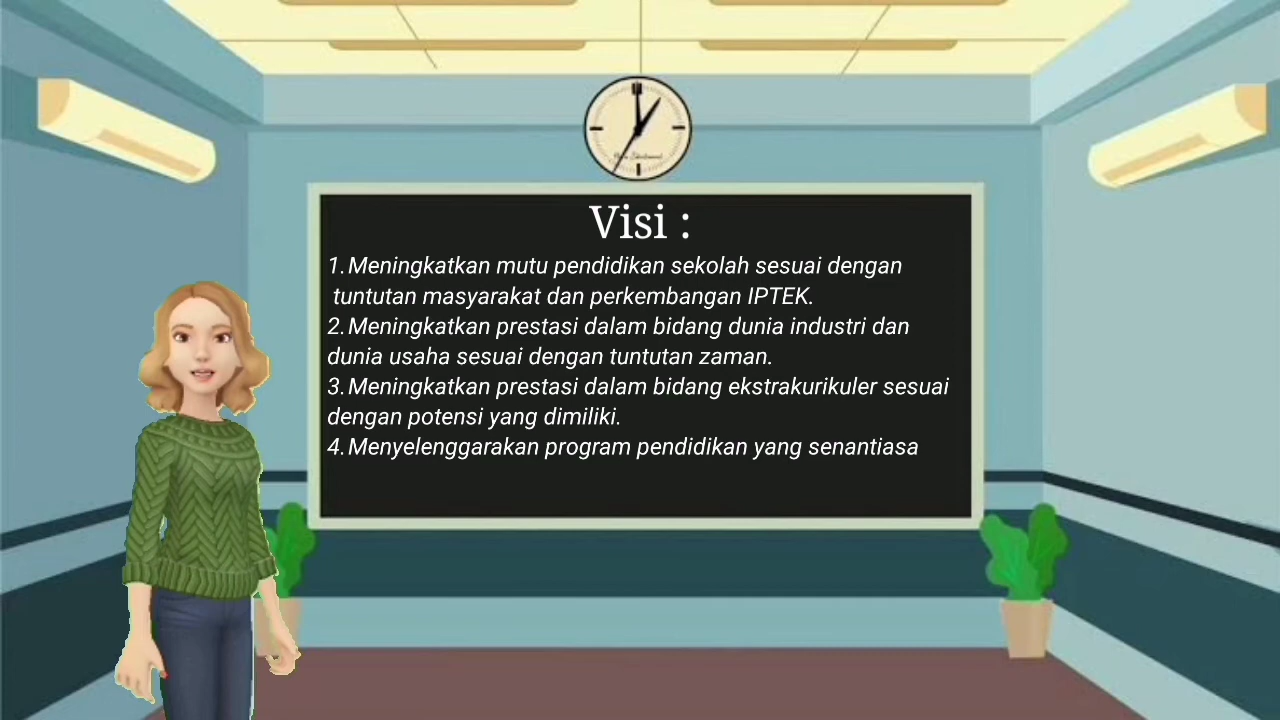 Visi :
1. Meningkatkan mutu pendidikan sekolah sesuai dengan
tuntutan masyarakat dan perkembangan IPTEK.
2. Meningkatkan prestasi dalam bidang dunia industri dan
dunia usaha sesuai dengan tuntutan zaman.
3. Meningkatkan prestasi dalam bidang ekstrakurikuler sesuai
dengan potensi yang dimiliki.
4. Menyelenggarakan program pendidikan yang senantiasa